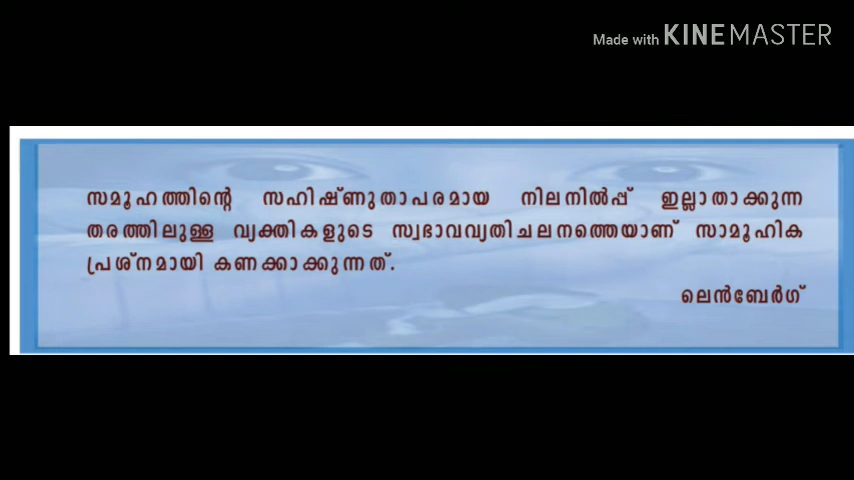 Made with KINEMASTER
സമൂഹത്തിന്റെ സഹിഷ്ണുതാപരമായ നിലനിൽപ്പ് ഇല്ലാതാക്കുന്ന
തരത്തിലുള്ള വ്യക്തികളുടെ സ്വഭാവവ്യതിചലനത്തെയാണ് സാമൂഹിക
പ്രശ്നമായി കണക്കാക്കുന്നത്.
ലെൻബേർഗ്